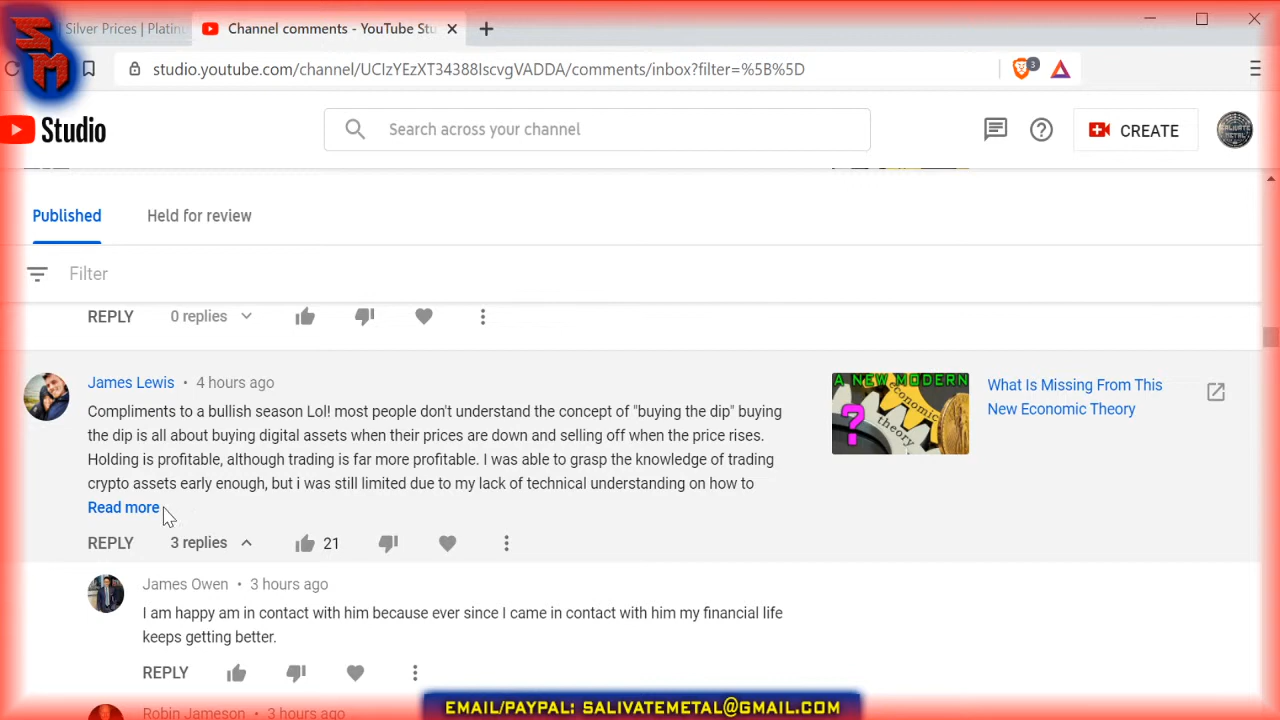 SM
Silver Prices | Platinu
Channel comments - YouTube Stu
studio.youtube.com/channel/UCIzYEzXT34388IscvgVADDA/comments/inbox?filter=%5B%5D
3
Studio
Search across your channel
CREATE
SALIVATE
METAL
Published
Held for review
Filter
REPLY
0 replies
James Lewis • 4 hours ago
Compliments to a bullish season Lol! most people don't understand the concept of "buying the dip" buying
the dip is all about buying digital assets when their prices are down and selling off when the price rises.
Holding is profitable, although trading is far more profitable. I was able to grasp the knowledge of trading
crypto assets early enough, but i was still limited due to my lack of technical understanding on how to
Read more
A NEW MODERN
economic
theory
?
What Is Missing From This
New Economic Theory
REPLY
3 replies
21
James Owen • 3 hours ago
I am happy am in contact with him because ever since I came in contact with him my financial life
keeps getting better.
REPLY
Robin Jameson • 3 hours ago
EMAIL/PAYPAL: SALIVATEMETAL@GMAIL.COM